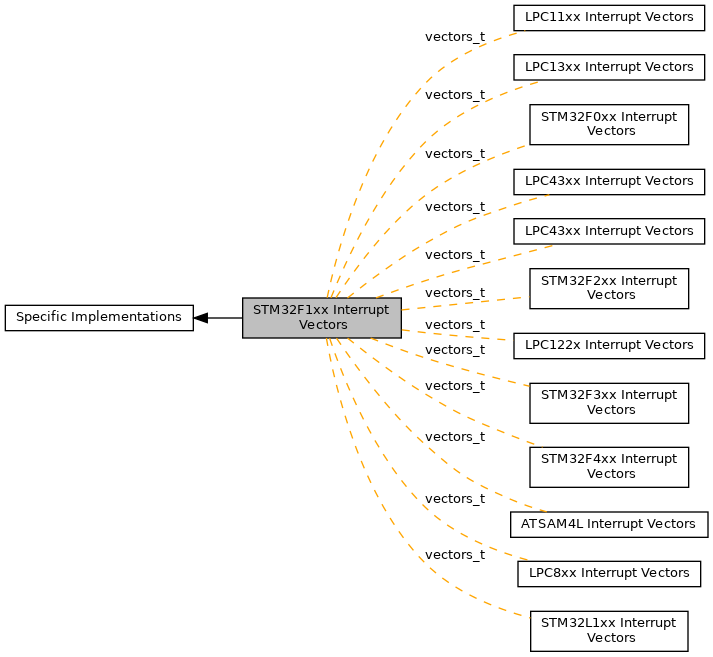 LPC11xx Interrupt Vectors
vectors_t
LPC13xx Interrupt Vectors
vectors_t
STM32F0xx Interrupt
Vectors
vectors_t
LPC43xx Interrupt Vectors
vectors_t
LPC43xx Interrupt Vectors
vectors_t
STM32F2xx Interrupt
Vectors
vectors_t
Specific Implementations
STM32F1xx Interrupt
Vectors
vectors_t
LPC122x Interrupt Vectors
vectors_t
STM32F3xx Interrupt
Vectors
vectors_t
STM32F4xx Interrupt
Vectors
vectors_t
ATSAM4L Interrupt Vectors
vectors_t
LPC8xx Interrupt Vectors
vectors_t
STM32L1xx Interrupt
Vectors